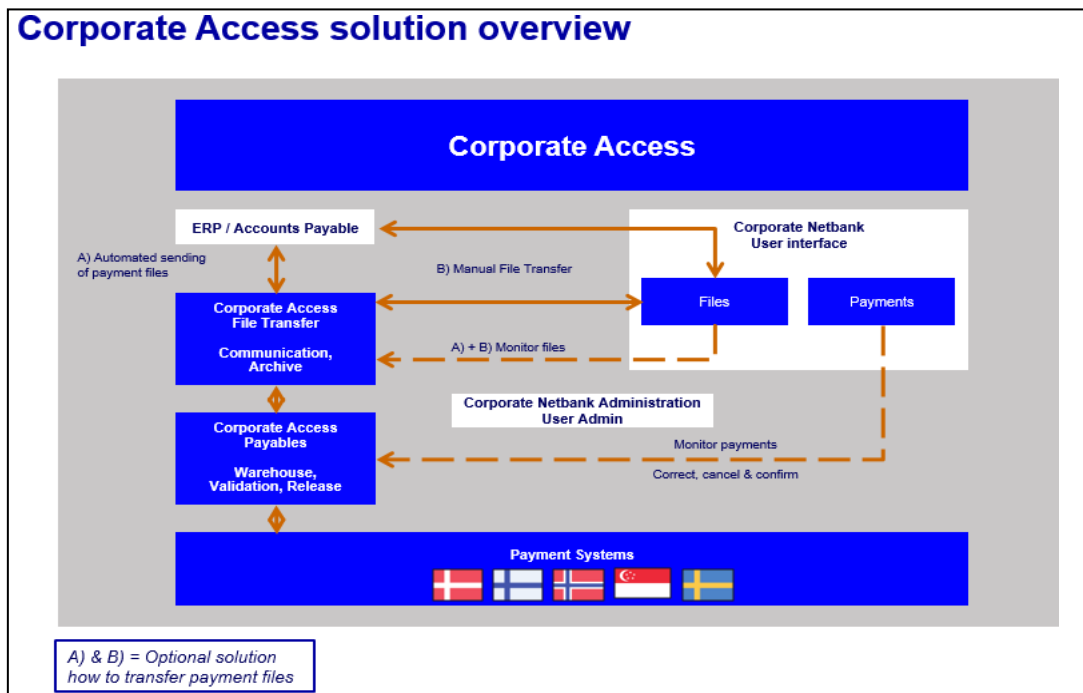 Corporate Access solution overview
Corporate Access
ERP / Accounts Payable
Corporate Netbank
User interface
A) Automated sending
of payment files
B) Manual File Transfer
Files
Payments
Corporate Access
File Transfer
Communication,
Archive
A) + B) Monitor files
Corporate Netbank Administration
User Admin
Corporate Access
Payables
Warehouse,
Validation, Release
Monitor payments
Correct, cancel & confirm
Payment Systems
A) & B) = Optional solution
how to transfer payment files